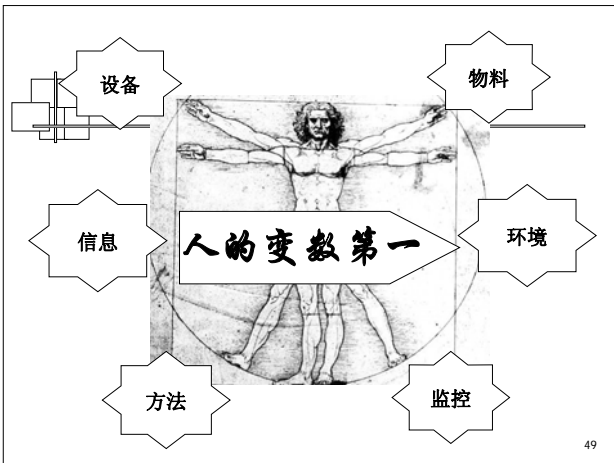 设备
物料
信息
人的变数第一
环境
方法
监控
49